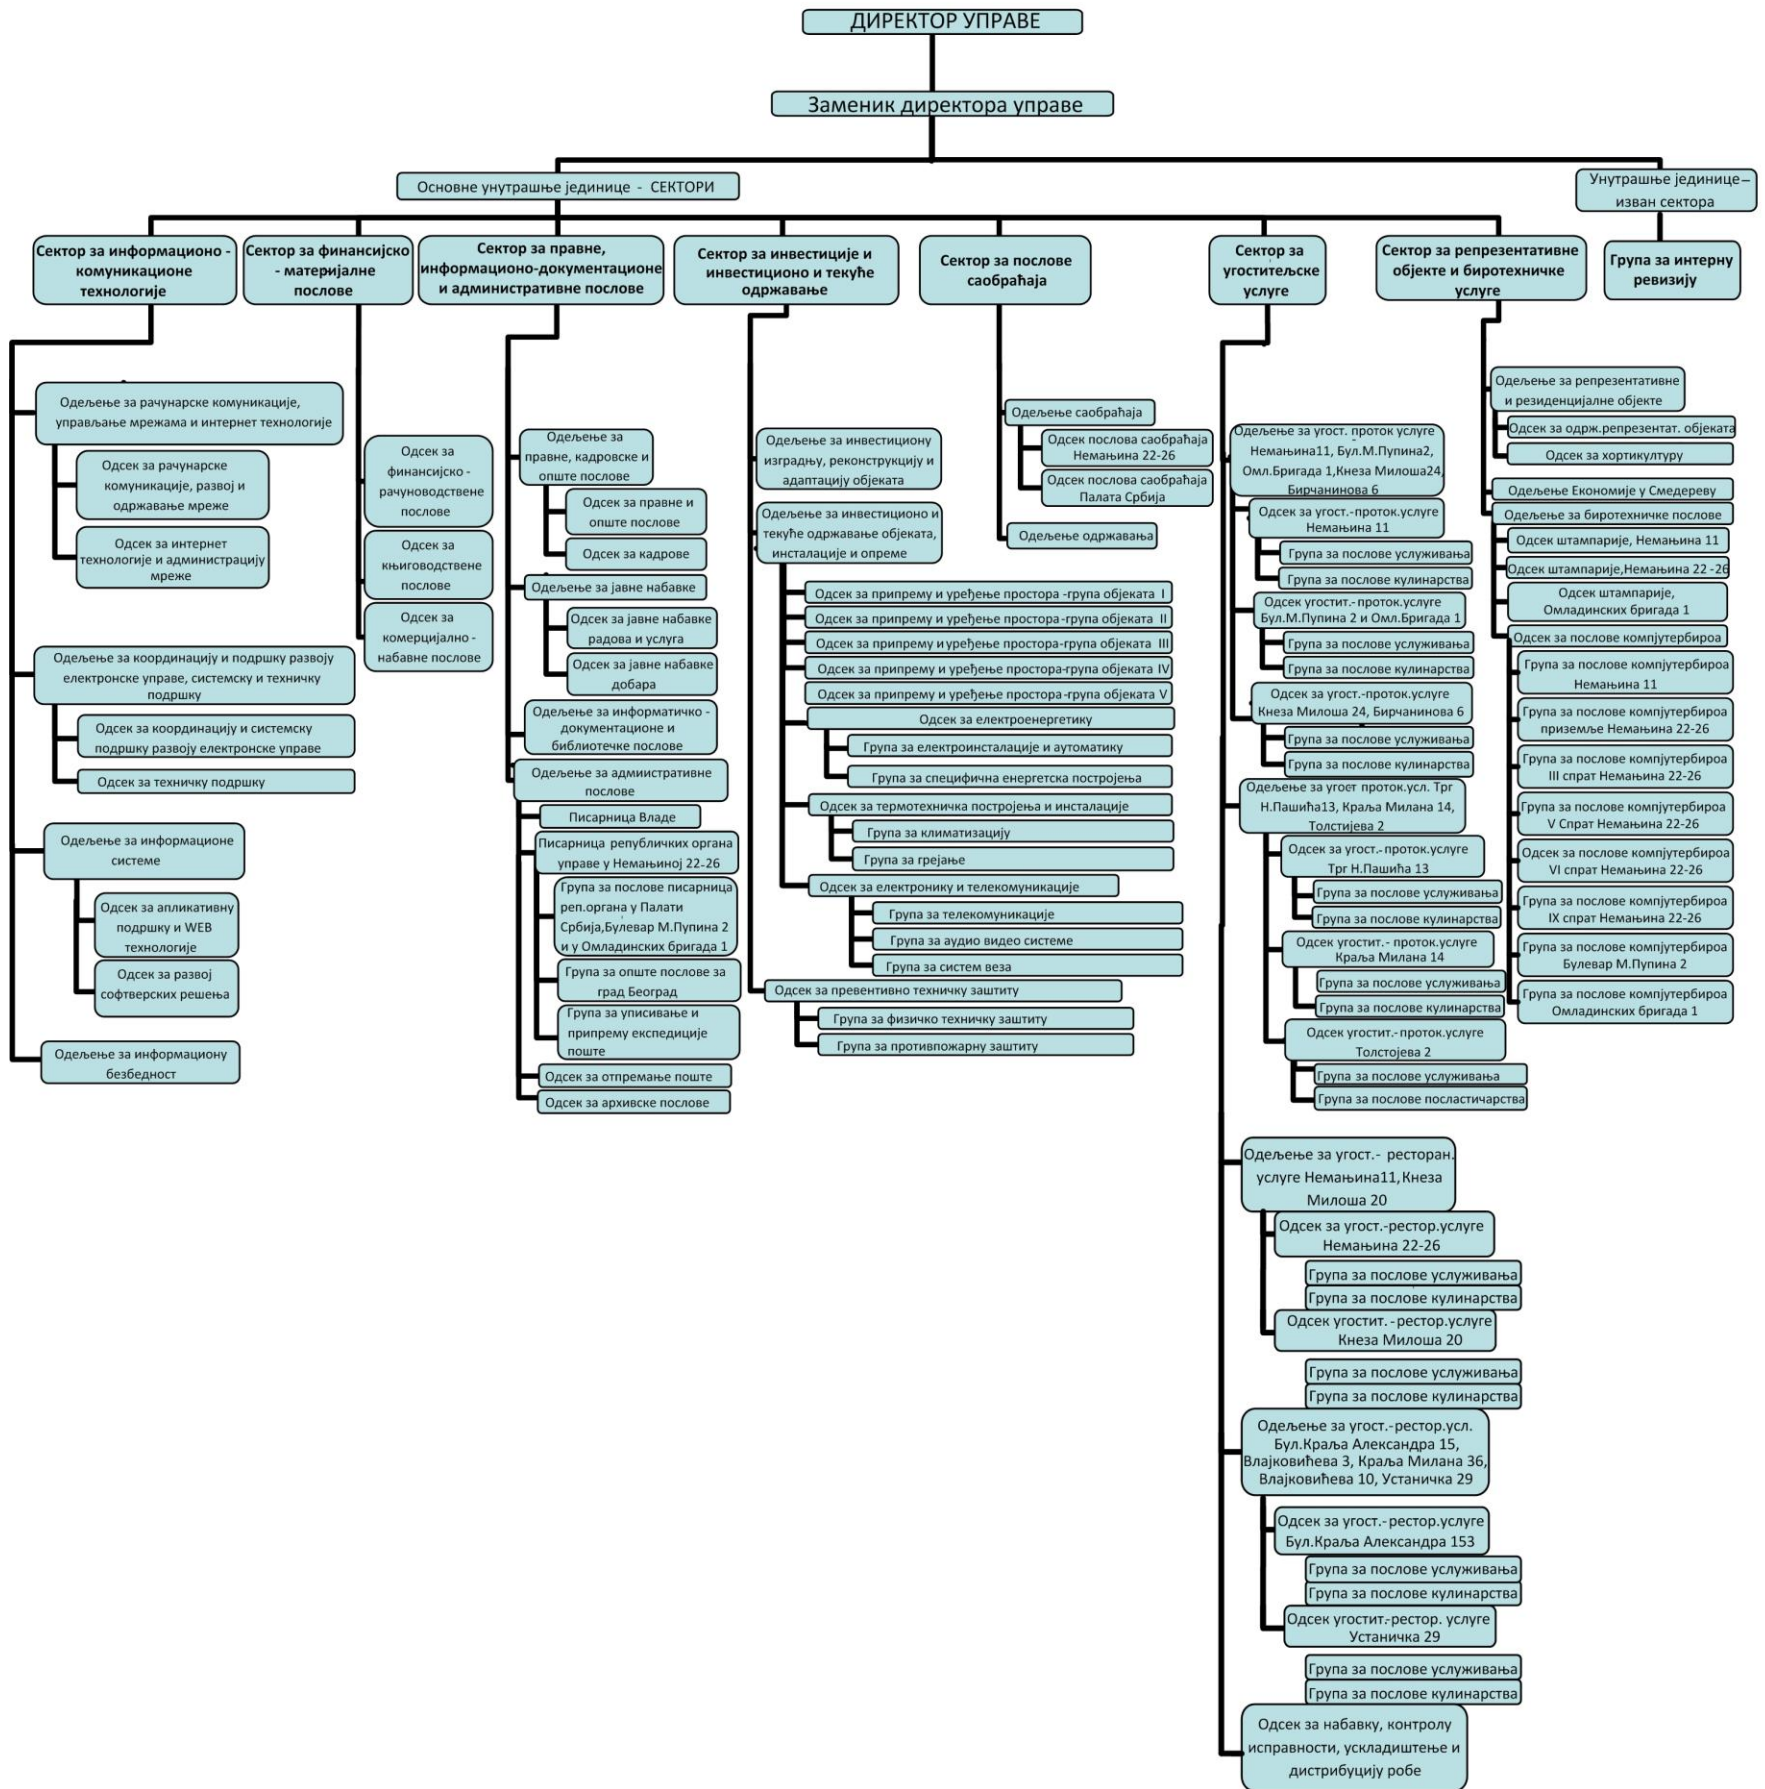 ДИРЕКТОР УПРАВЕ
Заменик директора управе
Основне унутрашње јединице - СЕКТОРИ
Унутрашње јединице –
изван сектора
Сектор за информационо -
комуникационе
технологије
Сектор за финансијско
- материјалне
послове
Сектор за правне,
информационо-документационе
и административне послове
Сектор за инвестиције и
инвестиционо и текуће
одржавање
Сектор за послове
саобраћаја
Сектор за
угоститељске
услуге
Сектор за репрезентативне
објекте и биротехничке
услуге
Група за интерну
ревизију
Одељење за рачунарске комуникације,
управљање мрежама и интернет технологије
Одсек за рачунарске
комуникације, развој и
одржавање мреже
Одсек за интернет
технологије и администрацију
мреже
Одељење за координацију и подршку развоју
електронске управе, системску и техничку
подршку
Одсек за координацију и системску
подршку развоју електронске управе
Одсек за техничку подршку
Одељење за информационе
системе
Одсек за апликативну
подршку и WEB
технологије
Одсек за развој
софтверских решења
Одељење за информациону
безбедност
Одсек за
финансијско -
рачуноводствене
послове
Одсек за
књиговодствене
послове
Одсек за
комерцијално -
набавне послове
Одељење за
правне, кадровске и
опште послове
Одсек за правне и
опште послове
Одсек за кадрове
Одељење за јавне набавке
Одсек за јавне набавке
радова и услуга
Одсек за јавне набавке
добара
Одељење за информатичко -
документационе и
библиотечке послове
Одељење за адмиистративне
послове
Писарница Владе
Писарница републичких органа
управе у Немањиној 22-26
Група за послове писарница
реп.органа у Палати
Србија,Булевар М.Пупина 2
и у Омладинских бригада 1
Група за опште послове за
град Београд
Група за уписивање и
припрему експедиције
поште
Одсек за отпремање поште
Одсек за архивске послове
Одељење за инвестициону
изградњу, реконструкцију и
адаптацију објеката
Одељење за инвестиционо и
текуће одржавање објеката,
инсталације и опреме
Одсек за припрему и уређење простора -група објеката I
Одсек за припрему и уређење простора-група објеката II
Одсек за припрему и уређење простора-група објеката III
Одсек за припрему и уређење простора-група објеката IV
Одсек за припрему и уређење простора -група објеката V
Одсек за електроенергетику
Група за електроинсталације и аутоматику
Група за специфична енергетска постројења
Одсек за термотехничка постројења и инсталације
Група за климатизацију
Група за грејање
Одсек за електронику и телекомуникације
Група за телекомуникације
Група за аудио видео системе
Група за систем веза
Одсек за превентивно техничку заштиту
Група за физичко техничку заштиту
Група за противпожарну заштиту
Одељење саобраћаја
Одсек послова саобраћаја
Немањина 22-26
Одсек послова саобраћаја
Палата Србија
Одељење одржавања
Одељење за угост. проток услуге
- Немањина11, Бул.М.Пупина2,
Омл.Бригада 1,Кнеза Милоша24,
Бирчанинова 6
Одсек за угост.-проток.услуге
Немањина 11
Група за послове услуживања
Група за послове кулинарства
Одсек угостит.- проток.услуге
Бул.М.Пупина 2 и Омл.Бригада 1
Група за послове услуживања
Група за послове кулинарства
Одсек за угост.-проток.услуге
Кнеза Милоша 24, Бирчанинова 6
Група за послове услуживања
Група за послове кулинарства
Одељење за угоет проток.усл. Трг
Н.Пашића13, Краља Милана 14,
Толстијева 2
Одсек за угост.-проток.услуге
Трг Н.Пашића 13
Група за послове услуживања
Група за послове кулинарства
Одсек угостит.- проток.услуге
Краља Милана 14
Група за послове услуживања
Група за послове кулинарства
Одсек угостит.- проток.услуге
Толстојева 2
Група за послове услуживања
Група за послове посластичарства
Одељење за угост.- ресторан.
услуге Немањина11,Кнеза
Милоша 20
Одсек за угост.-рестор.услуге
Немањина 22-26
Група за послове услуживања
Група за послове кулинарства
Одсек угостит.-рестор.услуге
Кнеза Милоша 20
Група за послове услуживања
Група за послове кулинарства
Одељење за угост.-рестор.усл.
Бул.Краља Александра 15,
Влајковићева 3, Краља Милана 36,
Влајковићева 10, Устаничка 29
Одсек за угост.-рестор.услуге
Бул.Краља Александра 153
Група за послове услуживања
Група за послове кулинарства
Одсек угостит.-рестор. услуге
Устаничка 29
Група за послове услуживања
Група за послове кулинарства
Одсек за набавку, контролу
исправности, ускладиштење и
дистрибуцију робе
Одељење за репрезентативне
и резиденцијалне објекте
Одсек за одрж.репрезентат. објеката
Одсек за хортикултуру
Одељење Економије у Смедереву
Одељење за биротехничке послове
Одсек штампарије, Немањина 11
Одсек штампарије,Немањина 22 -26
Одсек штампарије,
Омладинских бригада 1
Одсек за послове компјутербироа
Група за послове компјутербироа
Немањина 11
Група за послове компјутербироа
приземље Немањина 22-26
Група за послове компјутербироа
III спрат Немањина 22-26
Група за послове компјутербироа
V Спрат Немањина 22-26
Одсек за послове компјутербироа
VI спрат Немањина 22-26
Група за послове компјутербироа
IX спрат Немањина 22-26
Група за послове компјутербироа
Булевар М.Пупина 2
Група за послове компјутербироа
Омладинских бригада 1